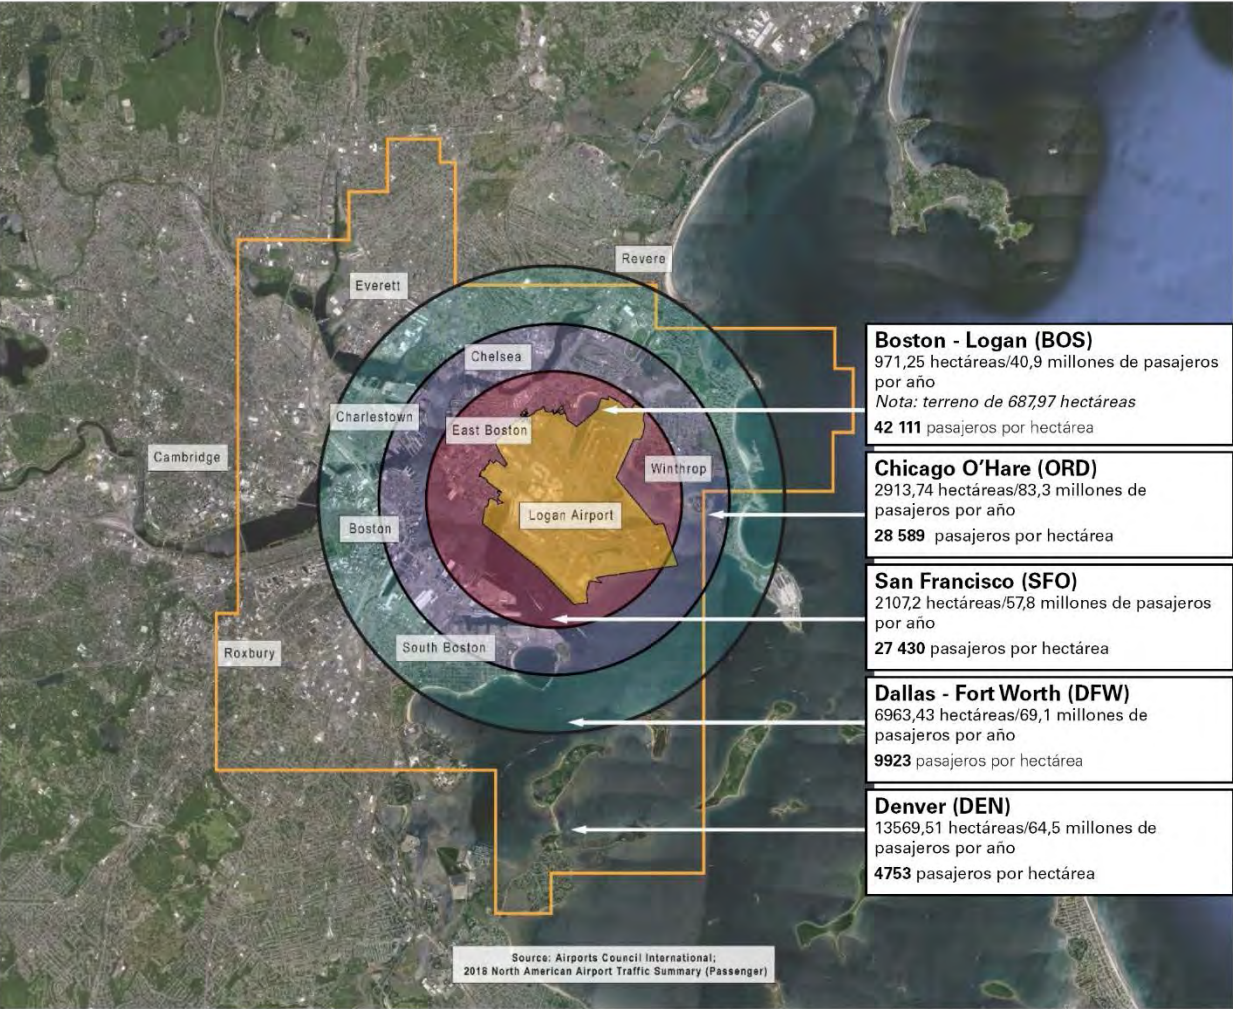 Revere
Everett
Chelsea
Charlestown
East Boston
Cambridge
Winthrop
Logan Airport
Boston
South Boston
Roxbury
Boston - Logan (BOS)
971,25 hectáreas/40,9 millones de pasajeros
por año
Nota: terreno de 687,97 hectáreas
42 111 pasajeros por hectárea
Chicago O'Hare (ORD)
2913,74 hectáreas/83,3 millones de
pasajeros por año
28 589 pasajeros por hectárea
San Francisco (SFO)
2107,2 hectáreas/57,8 millones de pasajeros
por año
27 430 pasajeros por hectárea
Dallas - Fort Worth (DFW)
6963,43 hectáreas/69,1 millones de
pasajeros por año
9923 pasajeros por hectárea
Denver (DEN)
13569,51 hectáreas/64,5 millones de
pasajeros por año
4753 pasajeros por hectárea
Source: Airports Council International;
2018 North American Airport Traffic Summary (Passenger)